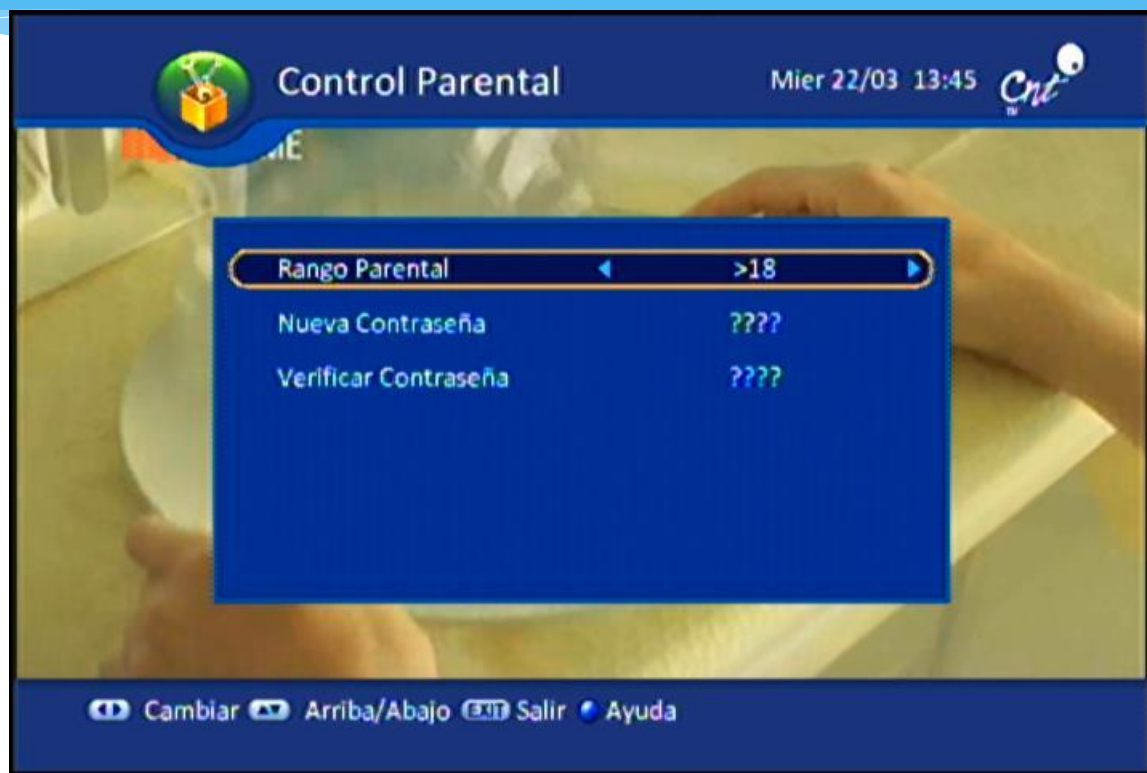 Control Parental
Mier 22/03 13:45
Cnt
TM
Rango Parental >18
Nueva Contraseña ????
Verificar Contraseña ????
Cambiar Arriba/Abajo EXIT Salir Ayuda